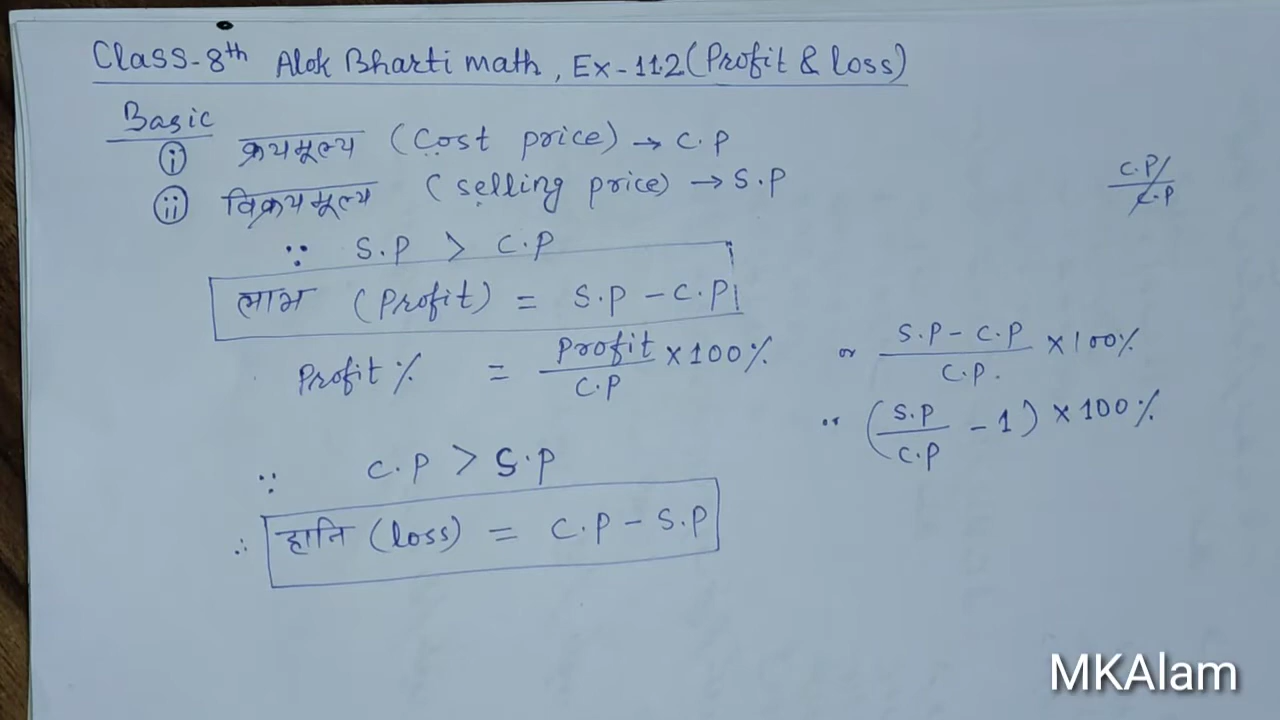 Class-8th Alok Bharti math, Ex-11.2 (Profit & loss)
Basic
(i) क्रयमूल्य (Cost price) → C.P
(ii) विक्रयमूल्य (selling price) → S.P
C.P/
C.P
∵ S.P > C.P
लाभ (Profit) = S.P - C.P
Profit % = Profit/C.P × 100% or S.P - C.P/C.P. × 100%
or (S.P/C.P - 1) × 100%
∵ C.P > S.P
∴ हानि (loss) = C.P - S.P
MKAlam